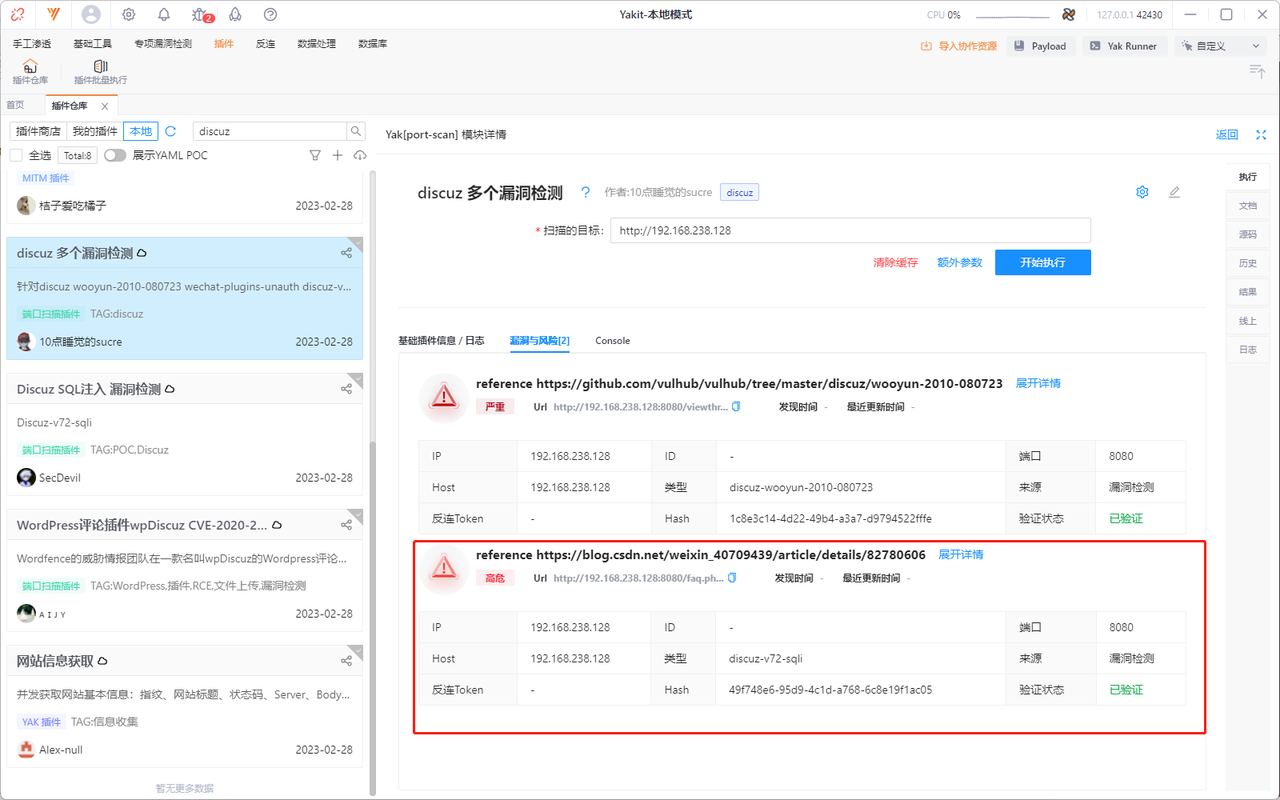 2
Yakit-本地模式
CPU 0%
127.0.0.1 42430
手工渗透 基础工具 专项漏洞检测 插件 反连 数据处理 数据库
导入协作资源 Payload Yak Runner 自定义
插件仓库 插件批量执行
首页 插件仓库
插件商店 我的插件 本地 discuz
全选 Total:8 展示YAML POC
MITM 插件
桔子爱吃橘子 2023-02-28
discuz 多个漏洞检测
针对discuz wooyun-2010-080723 wechat-plugins-unauth discuz-v...
端口扫描插件 TAG:discuz
10点睡觉的sucre 2023-02-28
Discuz SQL注入 漏洞检测
Discuz-v72-sqli
端口扫描插件 TAG:POC,Discuz
SecDevil 2023-02-28
WordPress评论插件wpDiscuz CVE-2020-2...
Wordfence的威胁情报团队在一款名叫wpDiscuz的Wordpress评论...
端口扫描插件 TAG:WordPress,插件,RCE,文件上传,漏洞检测
A I J Y 2023-02-28
网站信息获取
并发获取网站基本信息：指纹、网站标题、状态码、Server、Body...
YAK 插件 TAG:信息收集
Alex-null 2023-02-28
暂无更多数据
Yak[port-scan] 模块详情 返回
discuz 多个漏洞检测 ? 作者:10点睡觉的sucre discuz
* 扫描的目标: http://192.168.238.128
清除缓存 额外参数 开始执行
基础插件信息 / 日志 漏洞与风险[2] Console
reference https://github.com/vulhub/vulhub/tree/master/discuz/wooyun-2010-080723 展开详情
严重 Url http://192.168.238.128:8080/viewthr... 发现时间 - 最近更新时间 -
IP 192.168.238.128 ID - 端口 8080
Host 192.168.238.128 类型 discuz-wooyun-2010-080723 来源 漏洞检测
反连Token - Hash 1c8e3c14-4d22-49b4-a3a7-d9794522fffe 验证状态 已验证
reference https://blog.csdn.net/weixin_40709439/article/details/82780606 展开详情
高危 Url http://192.168.238.128:8080/faq.ph... 发现时间 - 最近更新时间 -
IP 192.168.238.128 ID - 端口 8080
Host 192.168.238.128 类型 discuz-v72-sqli 来源 漏洞检测
反连Token - Hash 49f748e6-95d9-4c1d-a768-6c8e19f1ac05 验证状态 已验证
执行
文档
源码
历史
结果
线上
日志